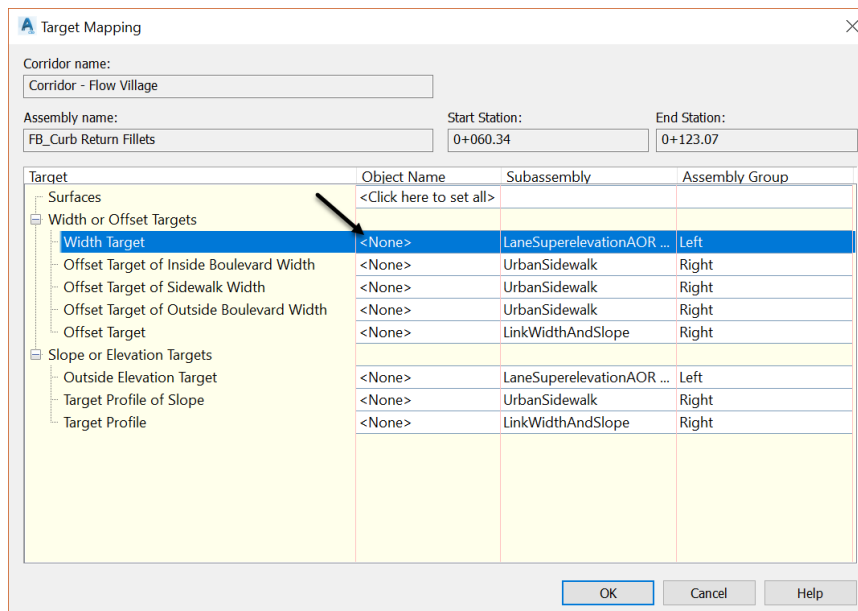 Target Mapping
Corridor name:
Corridor - Flow Village
Assembly name: Start Station: End Station:
FB_Curb Return Fillets 0+060.34 0+123.07
Target Object Name Subassembly Assembly Group
Surfaces <Click here to set all>
Width or Offset Targets
Width Target <None> LaneSuperelevationAOR ... Left
Offset Target of Inside Boulevard Width <None> UrbanSidewalk Right
Offset Target of Sidewalk Width <None> UrbanSidewalk Right
Offset Target of Outside Boulevard Width <None> UrbanSidewalk Right
Offset Target <None> LinkWidthAndSlope Right
Slope or Elevation Targets
Outside Elevation Target <None> LaneSuperelevationAOR ... Left
Target Profile of Slope <None> UrbanSidewalk Right
Target Profile <None> LinkWidthAndSlope Right
OK Cancel Help